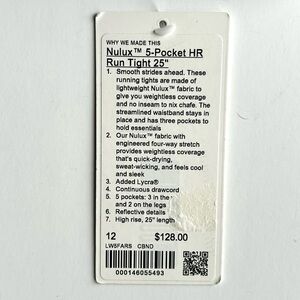 WHY WE MADE THIS
Nulux™ 5-Pocket HR
Run Tight 25"
1. Smooth strides ahead. These
running tights are made of
lightweight Nulux™ fabric to
give you weightless coverage
and no inseam to nix chafe. The
streamlined waistband stays in
place and has three pockets to
hold essentials
2. Our Nulux™ fabric with
engineered four-way stretch
provides weightless coverage
that's quick-drying,
sweat-wicking, and feels cool
and sleek
3. Added Lycra®
4. Continuous drawcord
5. 5 pockets: 3 in the
and 2 on the legs
6. Reflective details
7. High rise, 25" length
12 $128.00
LW5FARS CBND
000146055493